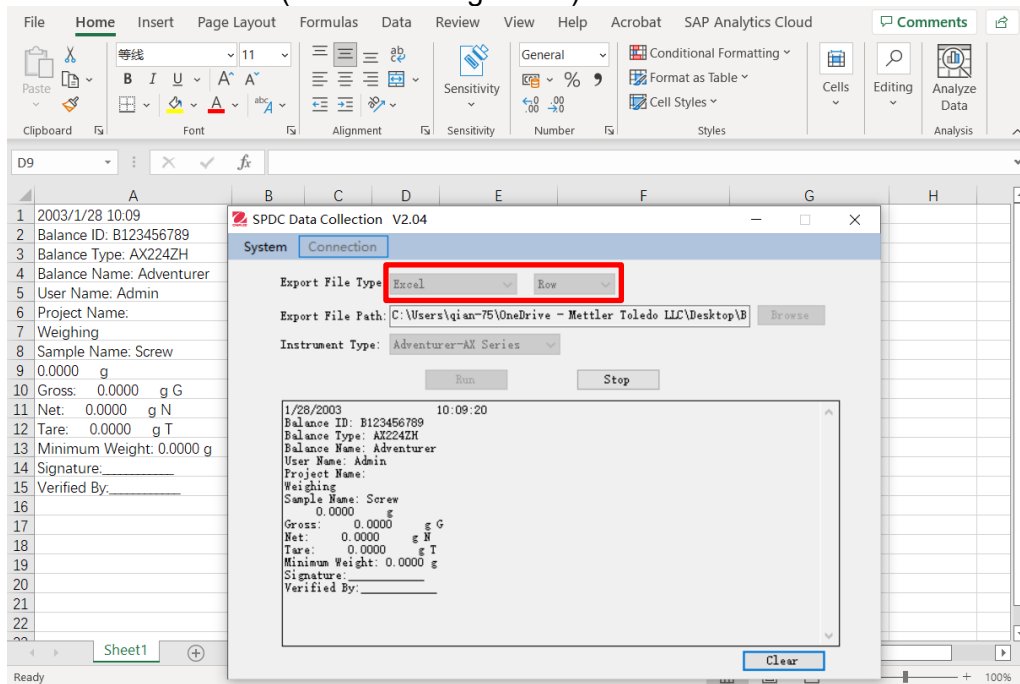 File Home Insert Page Layout Formulas Data Review View Help Acrobat SAP Analytics Cloud Comments
等线 11 General Conditional Formatting
Paste B I U A A Sensitivity % Format as Table Cells Editing Analyze Data
Cell Styles
Clipboard Font Alignment Sensitivity Number Styles Analysis
D9 fx
A B C D E F G H
1 2003/1/28 10:09
2 Balance ID: B123456789
3 Balance Type: AX224ZH
4 Balance Name: Adventurer
5 User Name: Admin
6 Project Name:
7 Weighing
8 Sample Name: Screw
9 0.0000 g
10 Gross: 0.0000 g G
11 Net: 0.0000 g N
12 Tare: 0.0000 g T
13 Minimum Weight: 0.0000 g
14 Signature:____________
15 Verified By:____________
16
17
18
19
20
21
22
SPDC Data Collection V2.04
System Connection
Export File Type Excel Row
Export File Path: C:\Users\qian-75\OneDrive - Mettler Toledo LLC\Desktop\B Browse
Instrument Type: Adventurer-AX Series
Run Stop
1/28/2003 10:09:20
Balance ID: B123456789
Balance Type: AX224ZH
Balance Name: Adventurer
User Name: Admin
Project Name:
Weighing
Sample Name: Screw
0.0000 g
Gross: 0.0000 g G
Net: 0.0000 g N
Tare: 0.0000 g T
Minimum Weight: 0.0000 g
Signature:____________
Verified By:____________
Clear
Sheet1
Ready 100%